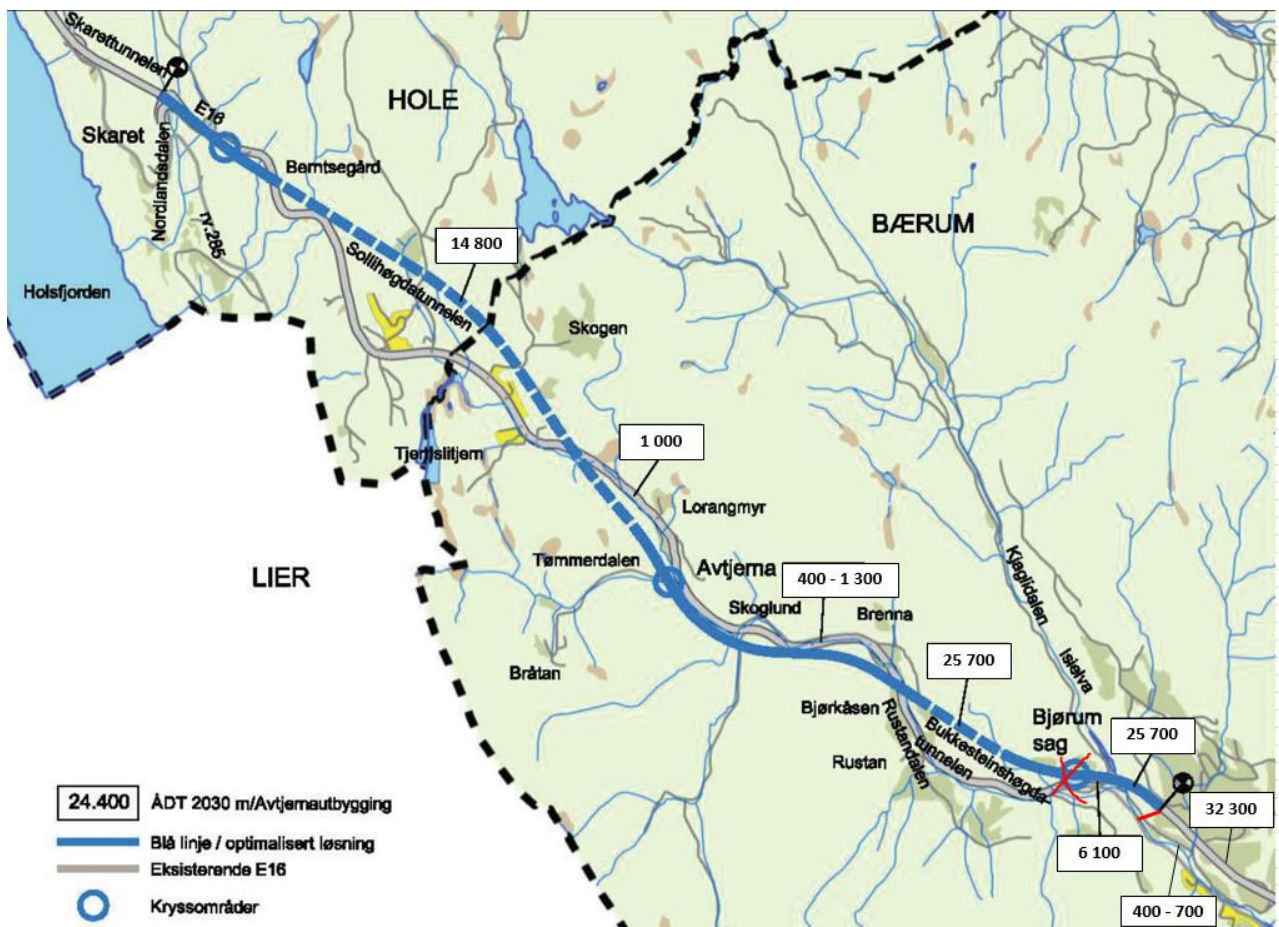 Skarettunnelen
HOLE
E16
Skaret
Nordlandsdalen
Berntsegård
BÆRUM
rv.285
14 800
Sollihøgdatunnelen
Holsfjorden
Skogen
1 000
Tjernslitjern
Lorangmyr
Kjaglidalen
Tømmerdalen
Avtjerna
LIER
400 - 1 300
Skoglund
Brenna
Isielva
Bråtan
25 700
Bjørkåsen
Rustandalen
Bukkesteinshøgda-
tunnelen
Bjørum
sag
25 700
Rustan
32 300
6 100
400 - 700
24.400 ÅDT 2030 m/Avtjernautbygging
Blå linje / optimalisert løsning
Eksisterende E16
Kryssområder